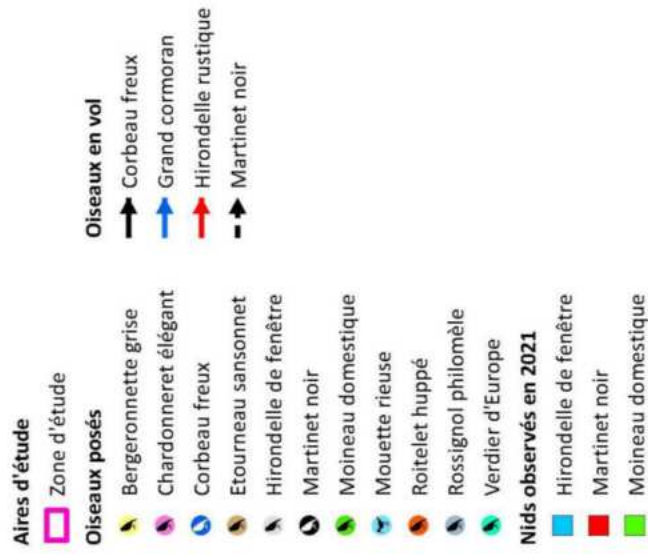 Aires d'étude
Zone d'étude
Oiseaux posés
Bergeronnette grise
Chardonneret élégant
Corbeau freux
Etourneau sansonnet
Hirondelle de fenêtre
Martinet noir
Moineau domestique
Mouette rieuse
Roitelet huppé
Rossignol philomèle
Verdier d'Europe
Nids observés en 2021
Hirondelle de fenêtre
Martinet noir
Moineau domestique
Oiseaux en vol
Corbeau freux
Grand cormoran
Hirondelle rustique
Martinet noir